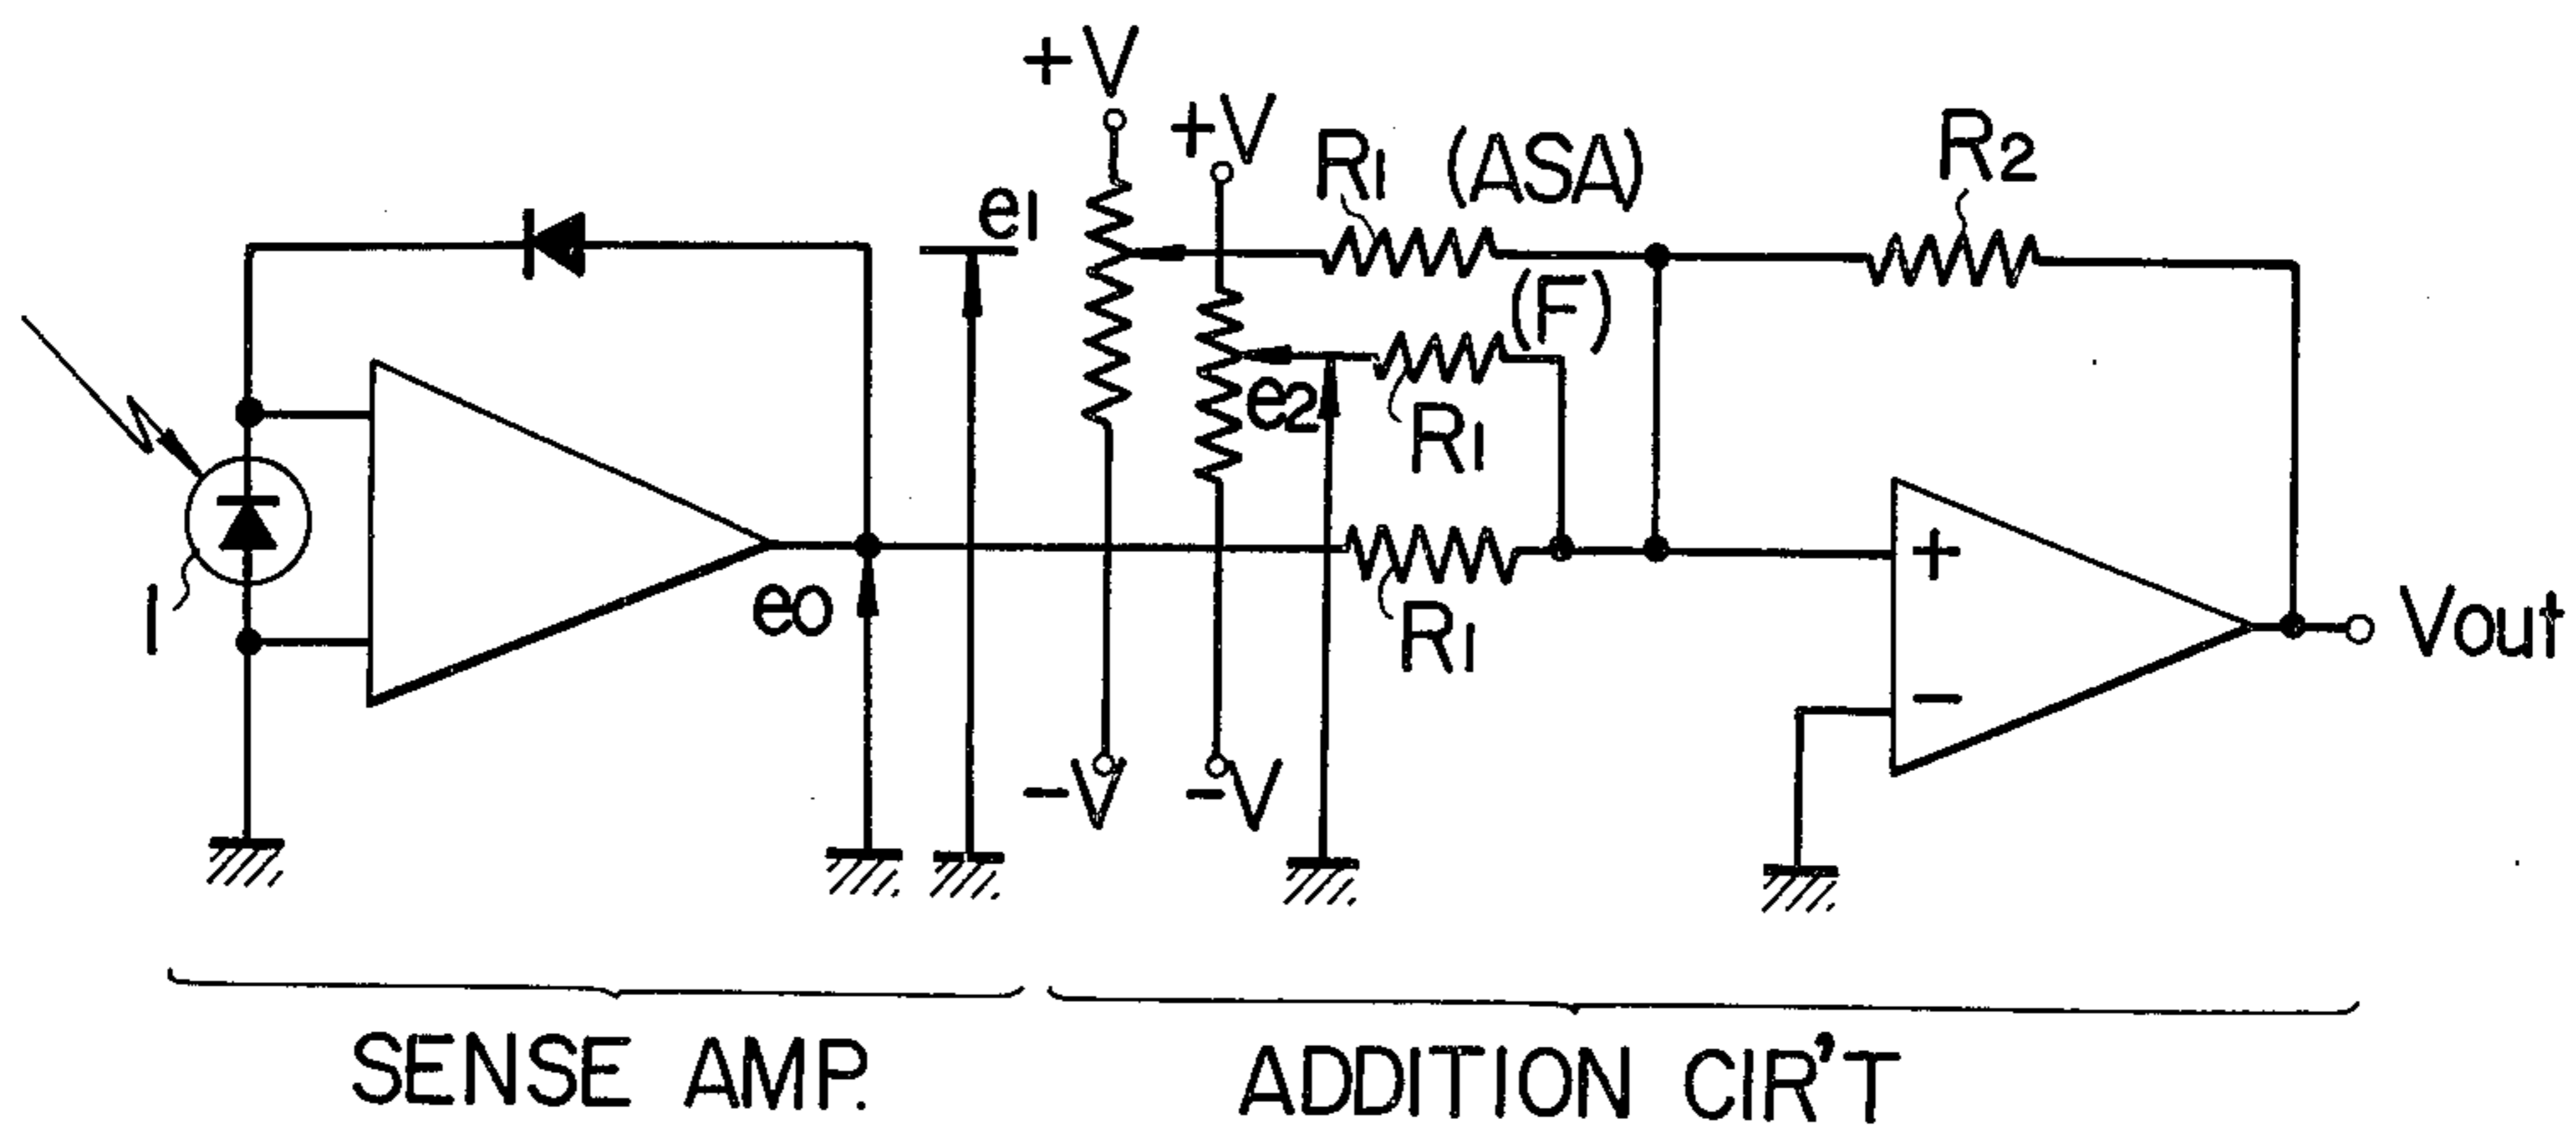 +V
+V
R1 (ASA)
R2
e1
(F)
e2
R1
+
eo
1
R1
Vout
−
-V
-V
SENSE AMP.
ADDITION CIR'T